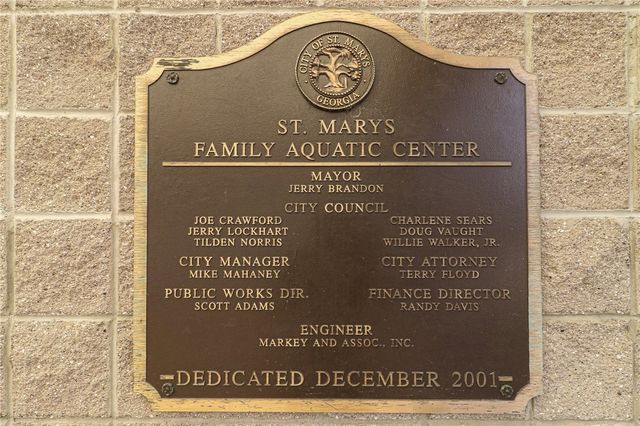 CITY OF ST. MARYS
GEORGIA
ST. MARYS
FAMILY AQUATIC CENTER
MAYOR
JERRY BRANDON
CITY COUNCIL
JOE CRAWFORD
JERRY LOCKHART
TILDEN NORRIS
CHARLENE SEARS
DOUG VAUGHT
WILLIE WALKER, JR.
CITY MANAGER
MIKE MAHANEY
CITY ATTORNEY
TERRY FLOYD
PUBLIC WORKS DIR.
SCOTT ADAMS
FINANCE DIRECTOR
RANDY DAVIS
ENGINEER
MARKEY AND ASSOC., INC.
DEDICATED DECEMBER 2001